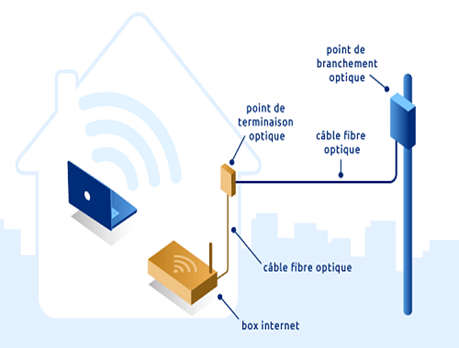 point de
branchement
optique
point de
terminaison
optique
câble fibre
optique
câble fibre optique
box internet